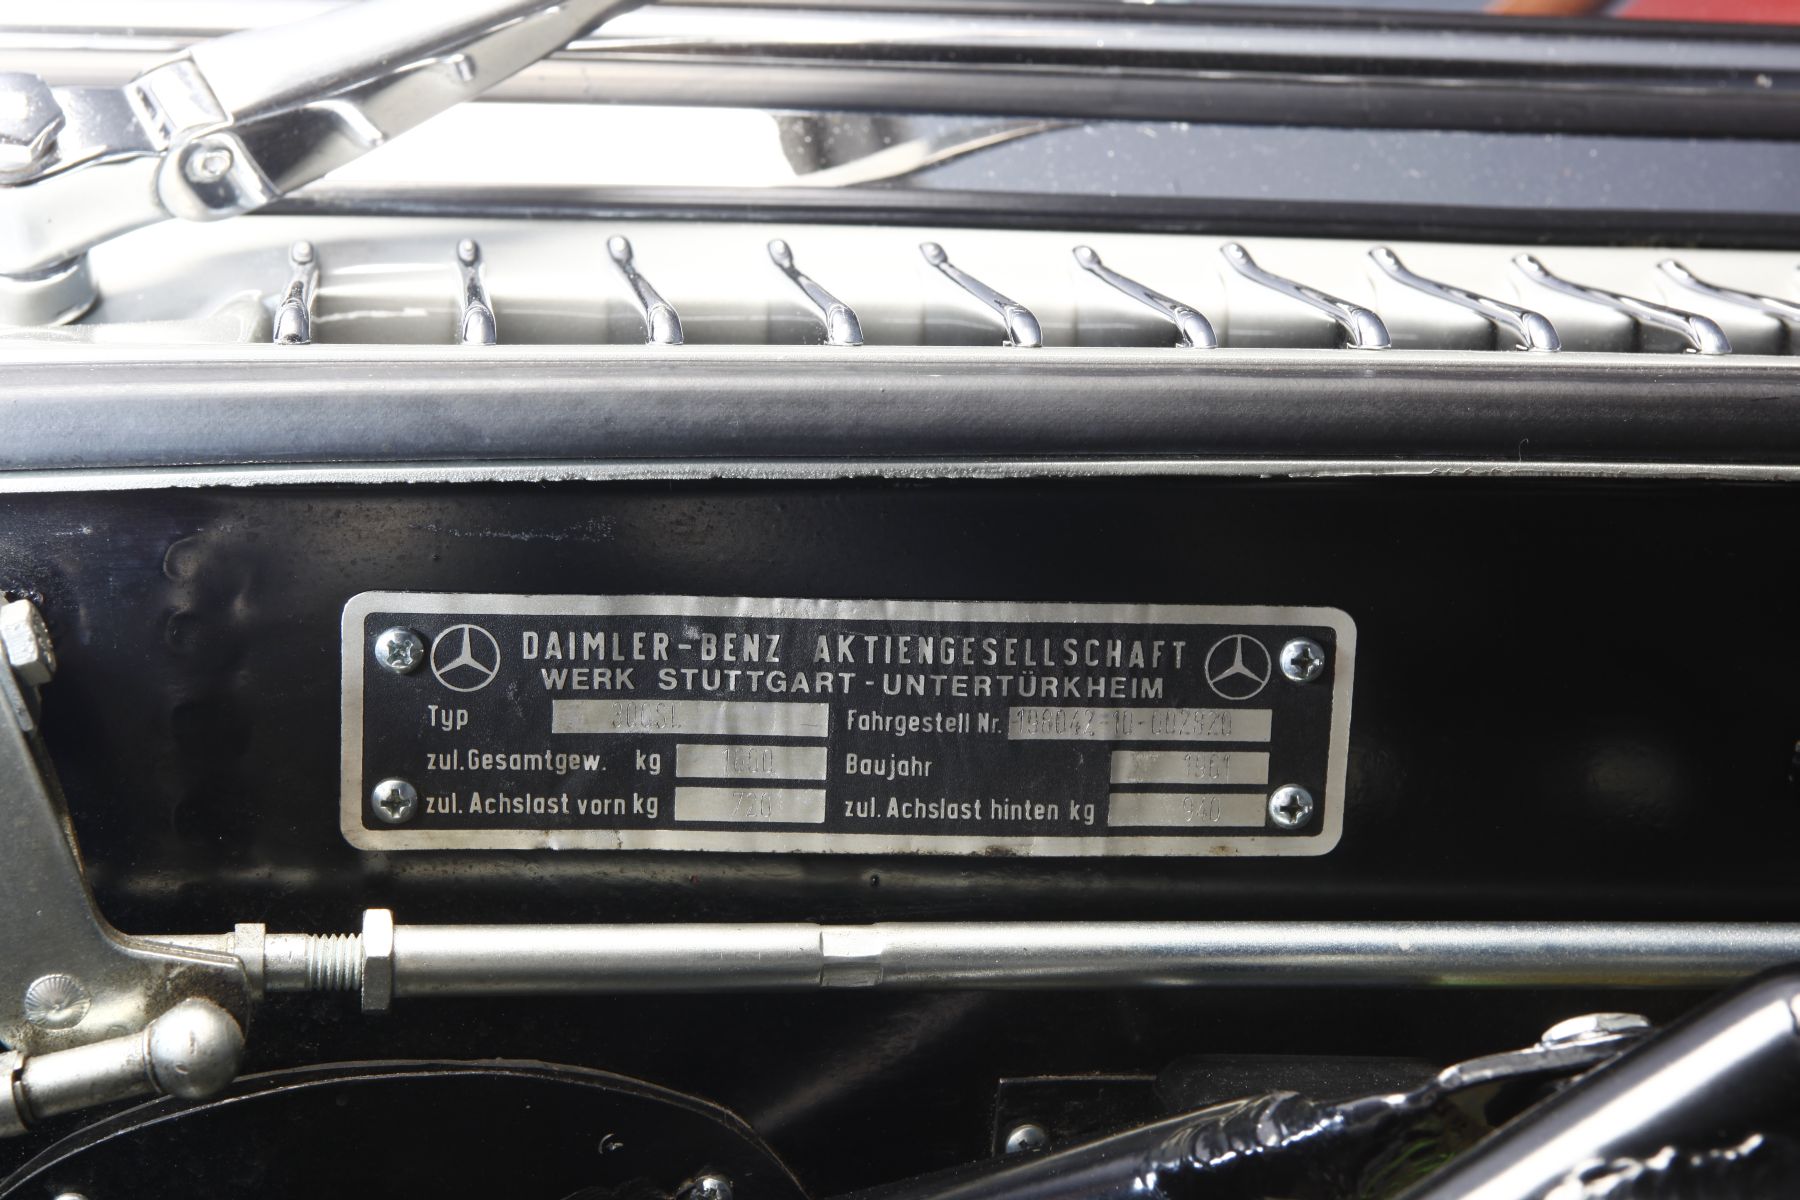 DAIMLER-BENZ AKTIENGESELLSCHAFT
WERK STUTTGART-UNTERTÜRKHEIM
Typ 300SL Fahrgestell Nr. 198042-10-002920
zul.Gesamtgew. kg 1660 Baujahr 1961
zul. Achslast vorn kg 720 zul. Achslast hinten kg 940